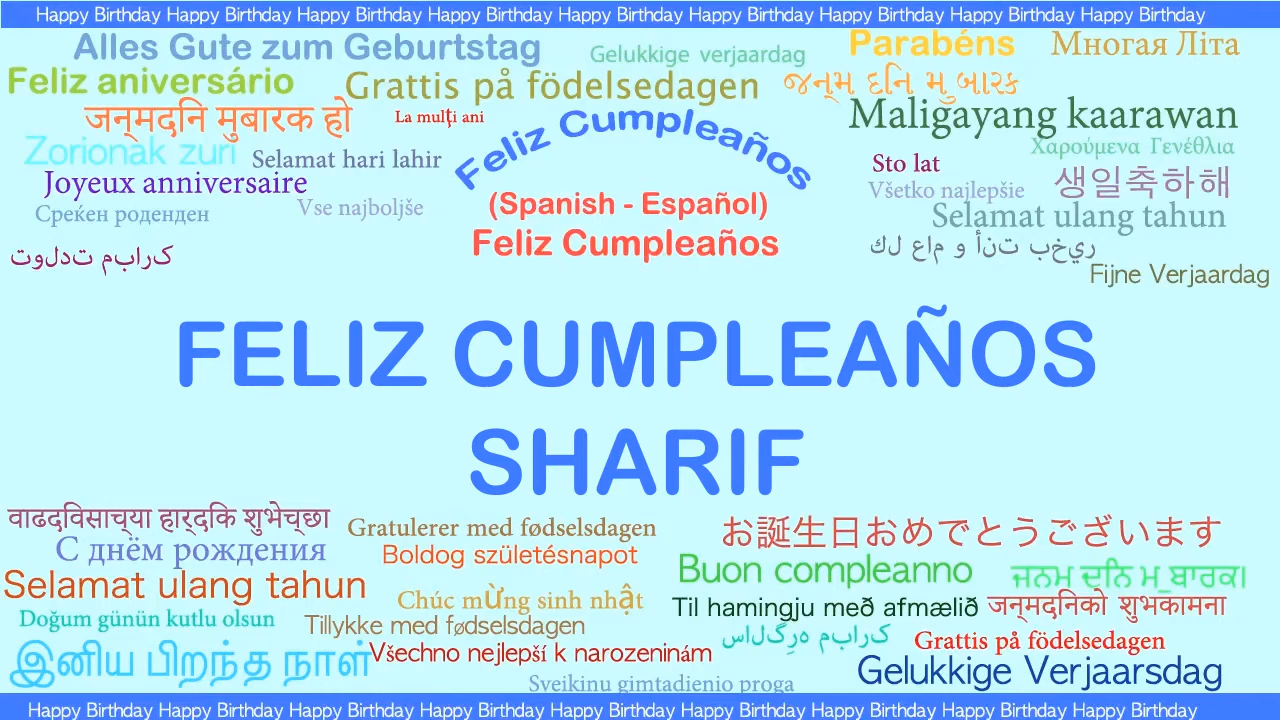 Happy Birthday Happy Birthday Happy Birthday Happy Birthday Happy Birthday Happy Birthday Happy Birthday Happy Birthday Happy Birthday
Alles Gute zum Geburtstag
Gelukkige verjaardag
Parabéns
Многая Літа
Feliz aniversário
Grattis på födelsedagen
જન્મ દિન મુબારક
जन्मदिन मुबारक हो
La mulţi ani
Feliz Cumpleaños
Maligayang kaarawan
Zorionak zuri
Selamat hari lahir
Sto lat
Χαρούμενα Γενέθλια
Joyeux anniversaire
(Spanish - Español)
Všetko najlepšie
생일축하해
Среќен роденден
Vse najboljše
Feliz Cumpleaños
Selamat ulang tahun
تولدت مبارک
كل عام و أنت بخير
Fijne Verjaardag
FELIZ CUMPLEAÑOS
SHARIF
वाढदिवसाच्या हार्दिक शुभेच्छा
Gratulerer med fødselsdagen
お誕生日おめでとうございます
С днём рождения
Boldog születésnapot
Buon compleanno
ਜਨਮ ਦਿਨ ਮੁਬਾਰਕ।
Selamat ulang tahun
Chúc mừng sinh nhật
Til hamingju með afmælið
जन्मदिनको शुभकामना
Doğum günün kutlu olsun
Tillykke med fødselsdagen
سالگرہ مبارک
Grattis på födelsedagen
இனிய பிறந்த நாள்
Všechno nejlepší k narozeninám
Gelukkige Verjaarsdag
Sveikinu gimtadienio proga
Happy Birthday Happy Birthday Happy Birthday Happy Birthday Happy Birthday Happy Birthday Happy Birthday Happy Birthday Happy Birthday